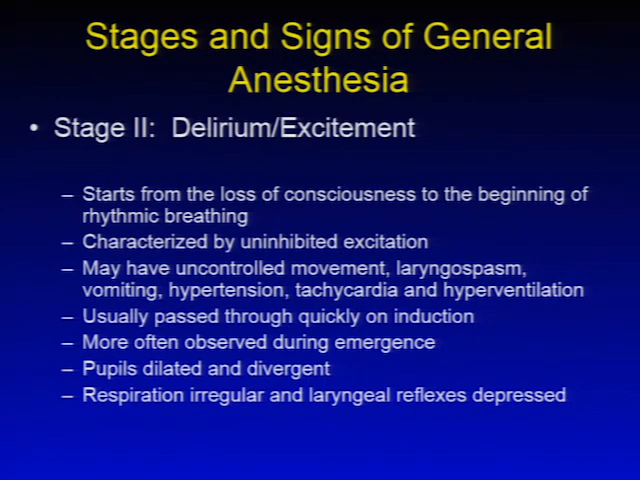 Stages and Signs of General
Anesthesia
• Stage II: Delirium/Excitement
– Starts from the loss of consciousness to the beginning of
rhythmic breathing
– Characterized by uninhibited excitation
– May have uncontrolled movement, laryngospasm,
vomiting, hypertension, tachycardia and hyperventilation
– Usually passed through quickly on induction
– More often observed during emergence
– Pupils dilated and divergent
– Respiration irregular and laryngeal reflexes depressed